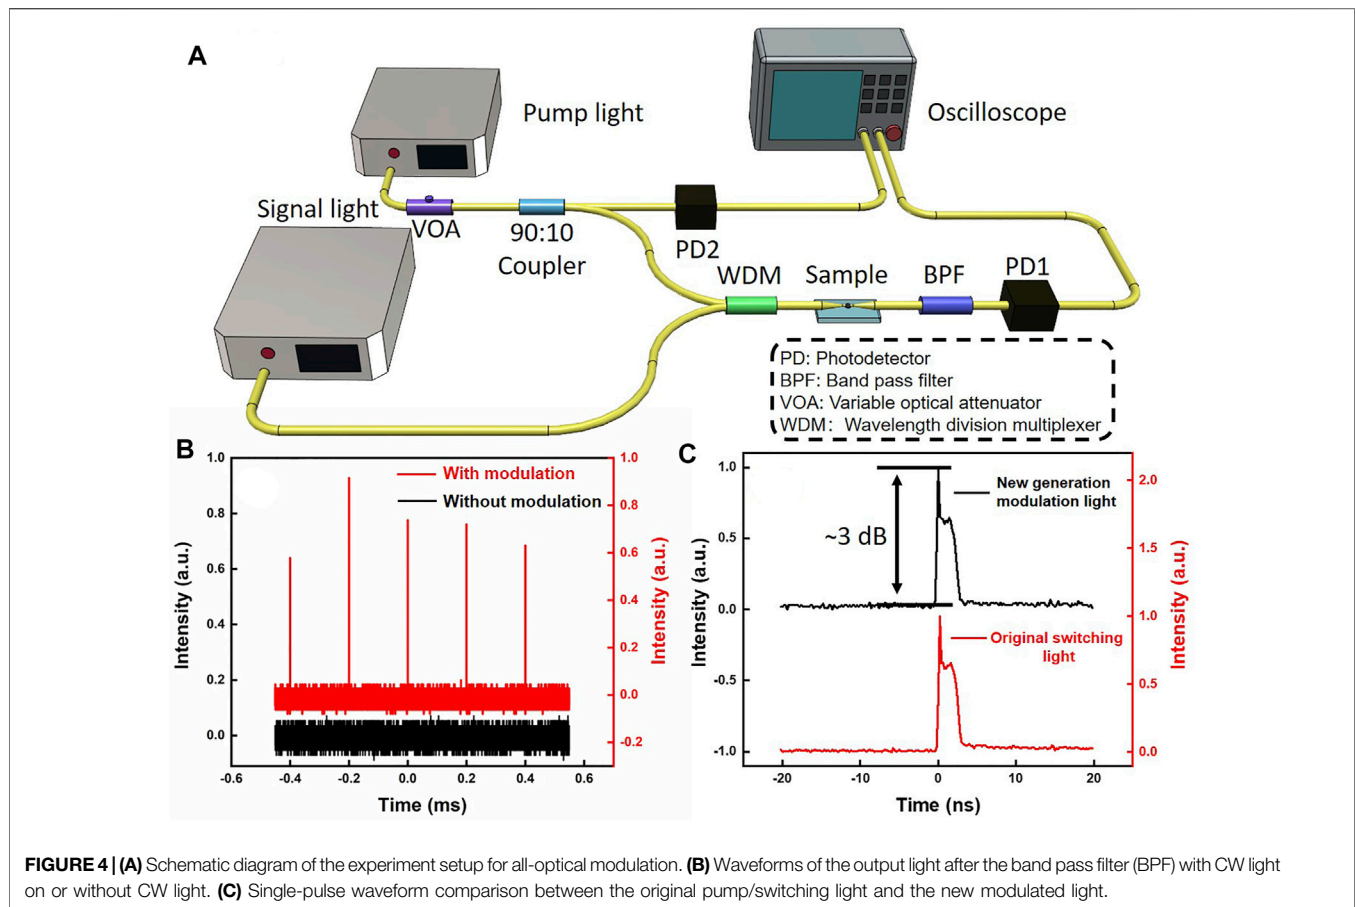 A
Pump light
Oscilloscope
Signal light
VOA
90:10
Coupler
PD2
WDM
Sample
BPF
PD1
PD: Photodetector
BPF: Band pass filter
VOA: Variable optical attenuator
WDM: Wavelength division multiplexer
B
1.0
0.8
0.6
0.4
0.2
0.0
Intensity (a.u.)
With modulation
Without modulation
1.0
0.8
0.6
0.4
0.2
0.0
-0.2
Intensity (a.u.)
-0.6
-0.4
-0.2
0.0
0.2
0.4
0.6
Time (ms)
C
1.0
0.5
0.0
-0.5
-1.0
Intensity (a.u.)
~3 dB
New generation
modulation light
Original switching
light
2.0
1.5
1.0
0.5
0.0
Intensity (a.u.)
-20
-10
0
10
20
Time (ns)
FIGURE 4 | (A) Schematic diagram of the experiment setup for all-optical modulation. (B) Waveforms of the output light after the band pass filter (BPF) with CW light
on or without CW light. (C) Single-pulse waveform comparison between the original pump/switching light and the new modulated light.